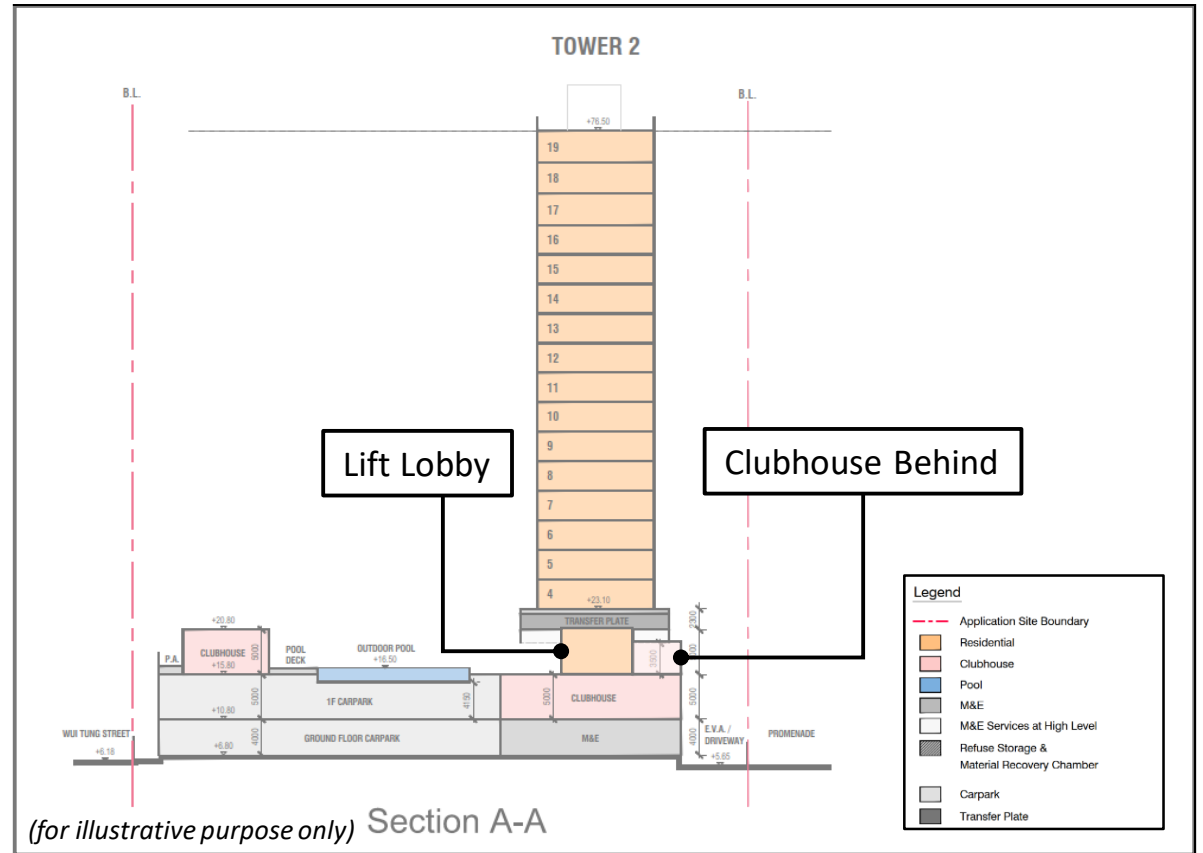 TOWER 2
B.L.
B.L.
+76.50
19
18
17
16
15
14
13
12
11
10
9
8
7
6
5
4
+23.10
Lift Lobby
Clubhouse Behind
TRANSFER PLATE
2300
+20.80
CLUBHOUSE
5000
+15.80
P.A.
POOL
DECK
OUTDOOR POOL
+16.50
3500
1F CARPARK
5000
4150
5000
CLUBHOUSE
5000
+10.80
GROUND FLOOR CARPARK
4000
+6.80
M&E
4000
WUI TUNG STREET
+6.18
E.V.A. /
DRIVEWAY
+5.65
PROMENADE
Legend
Application Site Boundary
Residential
Clubhouse
Pool
M&E
M&E Services at High Level
Refuse Storage &
Material Recovery Chamber
Carpark
Transfer Plate
(for illustrative purpose only)
Section A-A